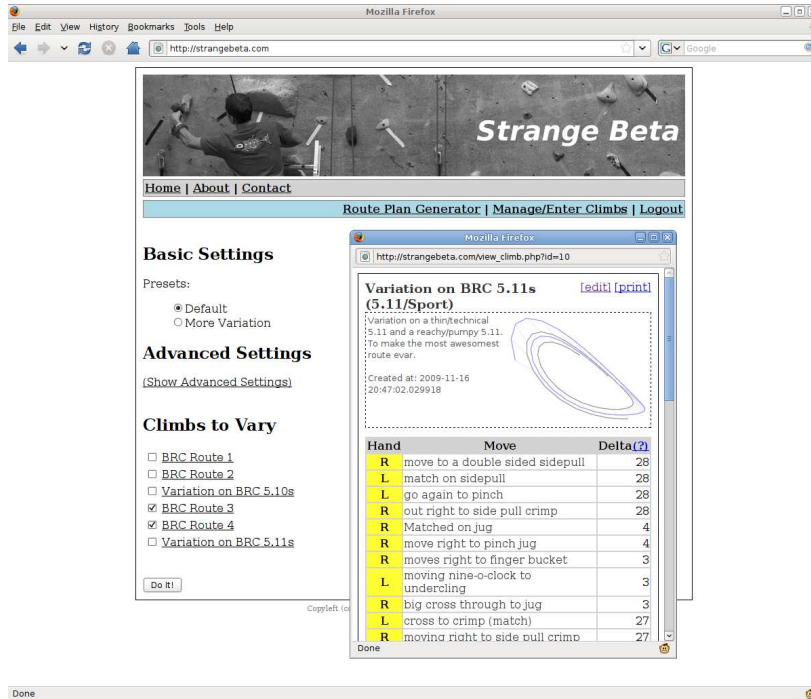 Mozilla Firefox
File Edit View History Bookmarks Tools Help
http://strangebeta.com
G Google
Strange Beta
Home | About | Contact
Route Plan Generator | Manage/Enter Climbs | Logout
Basic Settings
Presets:
Default
More Variation
Advanced Settings
(Show Advanced Settings)
Climbs to Vary
BRC Route 1
BRC Route 2
Variation on BRC 5.10s
BRC Route 3
BRC Route 4
Variation on BRC 5.11s
Do It!
Copyleft
Mozilla Firefox
http://strangebeta.com/view_climb.php?id=10
Variation on BRC 5.11s [edit] [print]
(5.11/Sport)
Variation on a thin/technical
5.11 and a reachy/pumpy 5.11.
To make the most awesomest
route evar.
Created at: 2009-11-16
20:47:02.029918
Hand Move Delta(?)
R move to a double sided sidepull 28
L match on sidepull 28
L go again to pinch 28
R out right to side pull crimp 28
R Matched on jug 4
R move right to pinch jug 4
R moves right to finger bucket 3
L moving nine-o-clock to
undercling 3
R big cross through to jug 3
L cross to crimp (match) 27
R moving right to side pull crimp 27
Done
Done